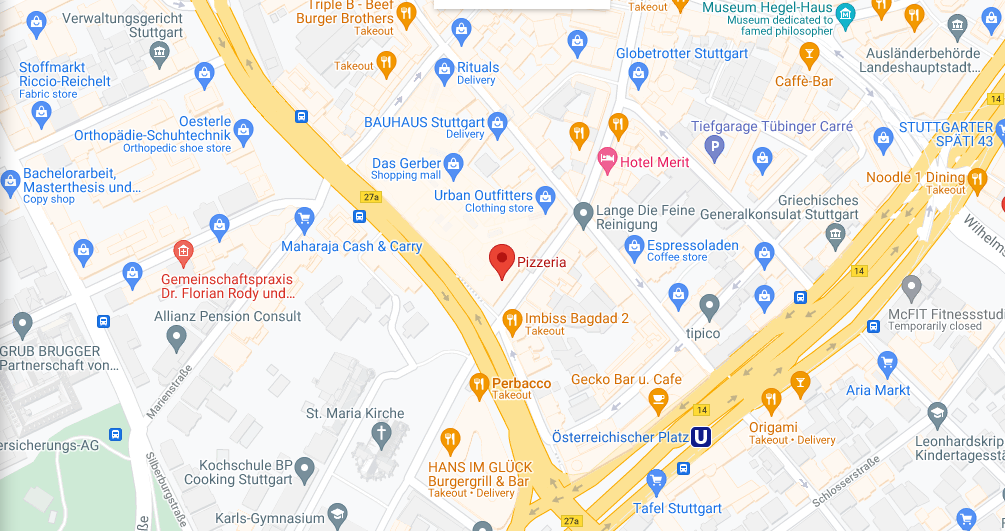 Triple B - Beef
Burger Brothers
Takeout
Takeout
Museum Hegel-Haus
Museum dedicated to
famed philosopher
Verwaltungsgericht
Stuttgart
Globetrotter Stuttgart
Ausländerbehörde
Landeshauptstadt...
Stoffmarkt
Riccio-Reichelt
Fabric store
Takeout
Rituals
Delivery
Caffè-Bar
14
Oesterle
Orthopädie-Schuhtechnik
Orthopedic shoe store
BAUHAUS Stuttgart
Delivery
Tiefgarage Tübinger Carré
P
STUTTGARTER
SPÄTI 43
Das Gerber
Shopping mall
Hotel Merit
Noodle 1 Dining
Takeout
Bachelorarbeit,
Masterthesis und...
Copy shop
27a
Urban Outfitters
Clothing store
Lange Die Feine
Reinigung
Griechisches
Generalkonsulat Stuttgart
Wilhelms
Maharaja Cash & Carry
Espressoladen
Coffee store
Pizzeria
14
Gemeinschaftspraxis
Dr. Florian Rody und...
Allianz Pension Consult
Imbiss Bagdad 2
Takeout
tipico
McFIT Fitnessstudi
Temporarily closed
GRUB BRUGGER
Partnerschaft von...
Marienstraße
Perbacco
Takeout
Gecko Bar u. Cafe
Aria Markt
14
St. Maria Kirche
Österreichischer Platz
U
Origami
Takeout • Delivery
ersicherungs-AG
Leonhardskrip
Kindertagesstä
HANS IM GLÜCK
Burgergrill & Bar
Takeout • Delivery
Kochschule BP
Cooking Stuttgart
Silberburgstraße
Schlosserstraße
Tafel Stuttgart
Karls-Gymnasium
27a